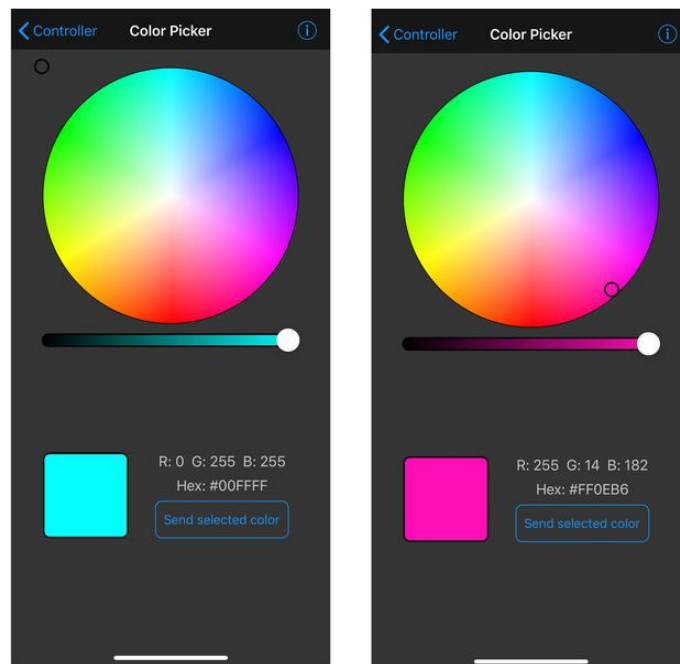 Controller
Color Picker
R: 0 G: 255 B: 255
Hex: #00FFFF
Send selected color
Controller
Color Picker
R: 255 G: 14 B: 182
Hex: #FF0EB6
Send selected color